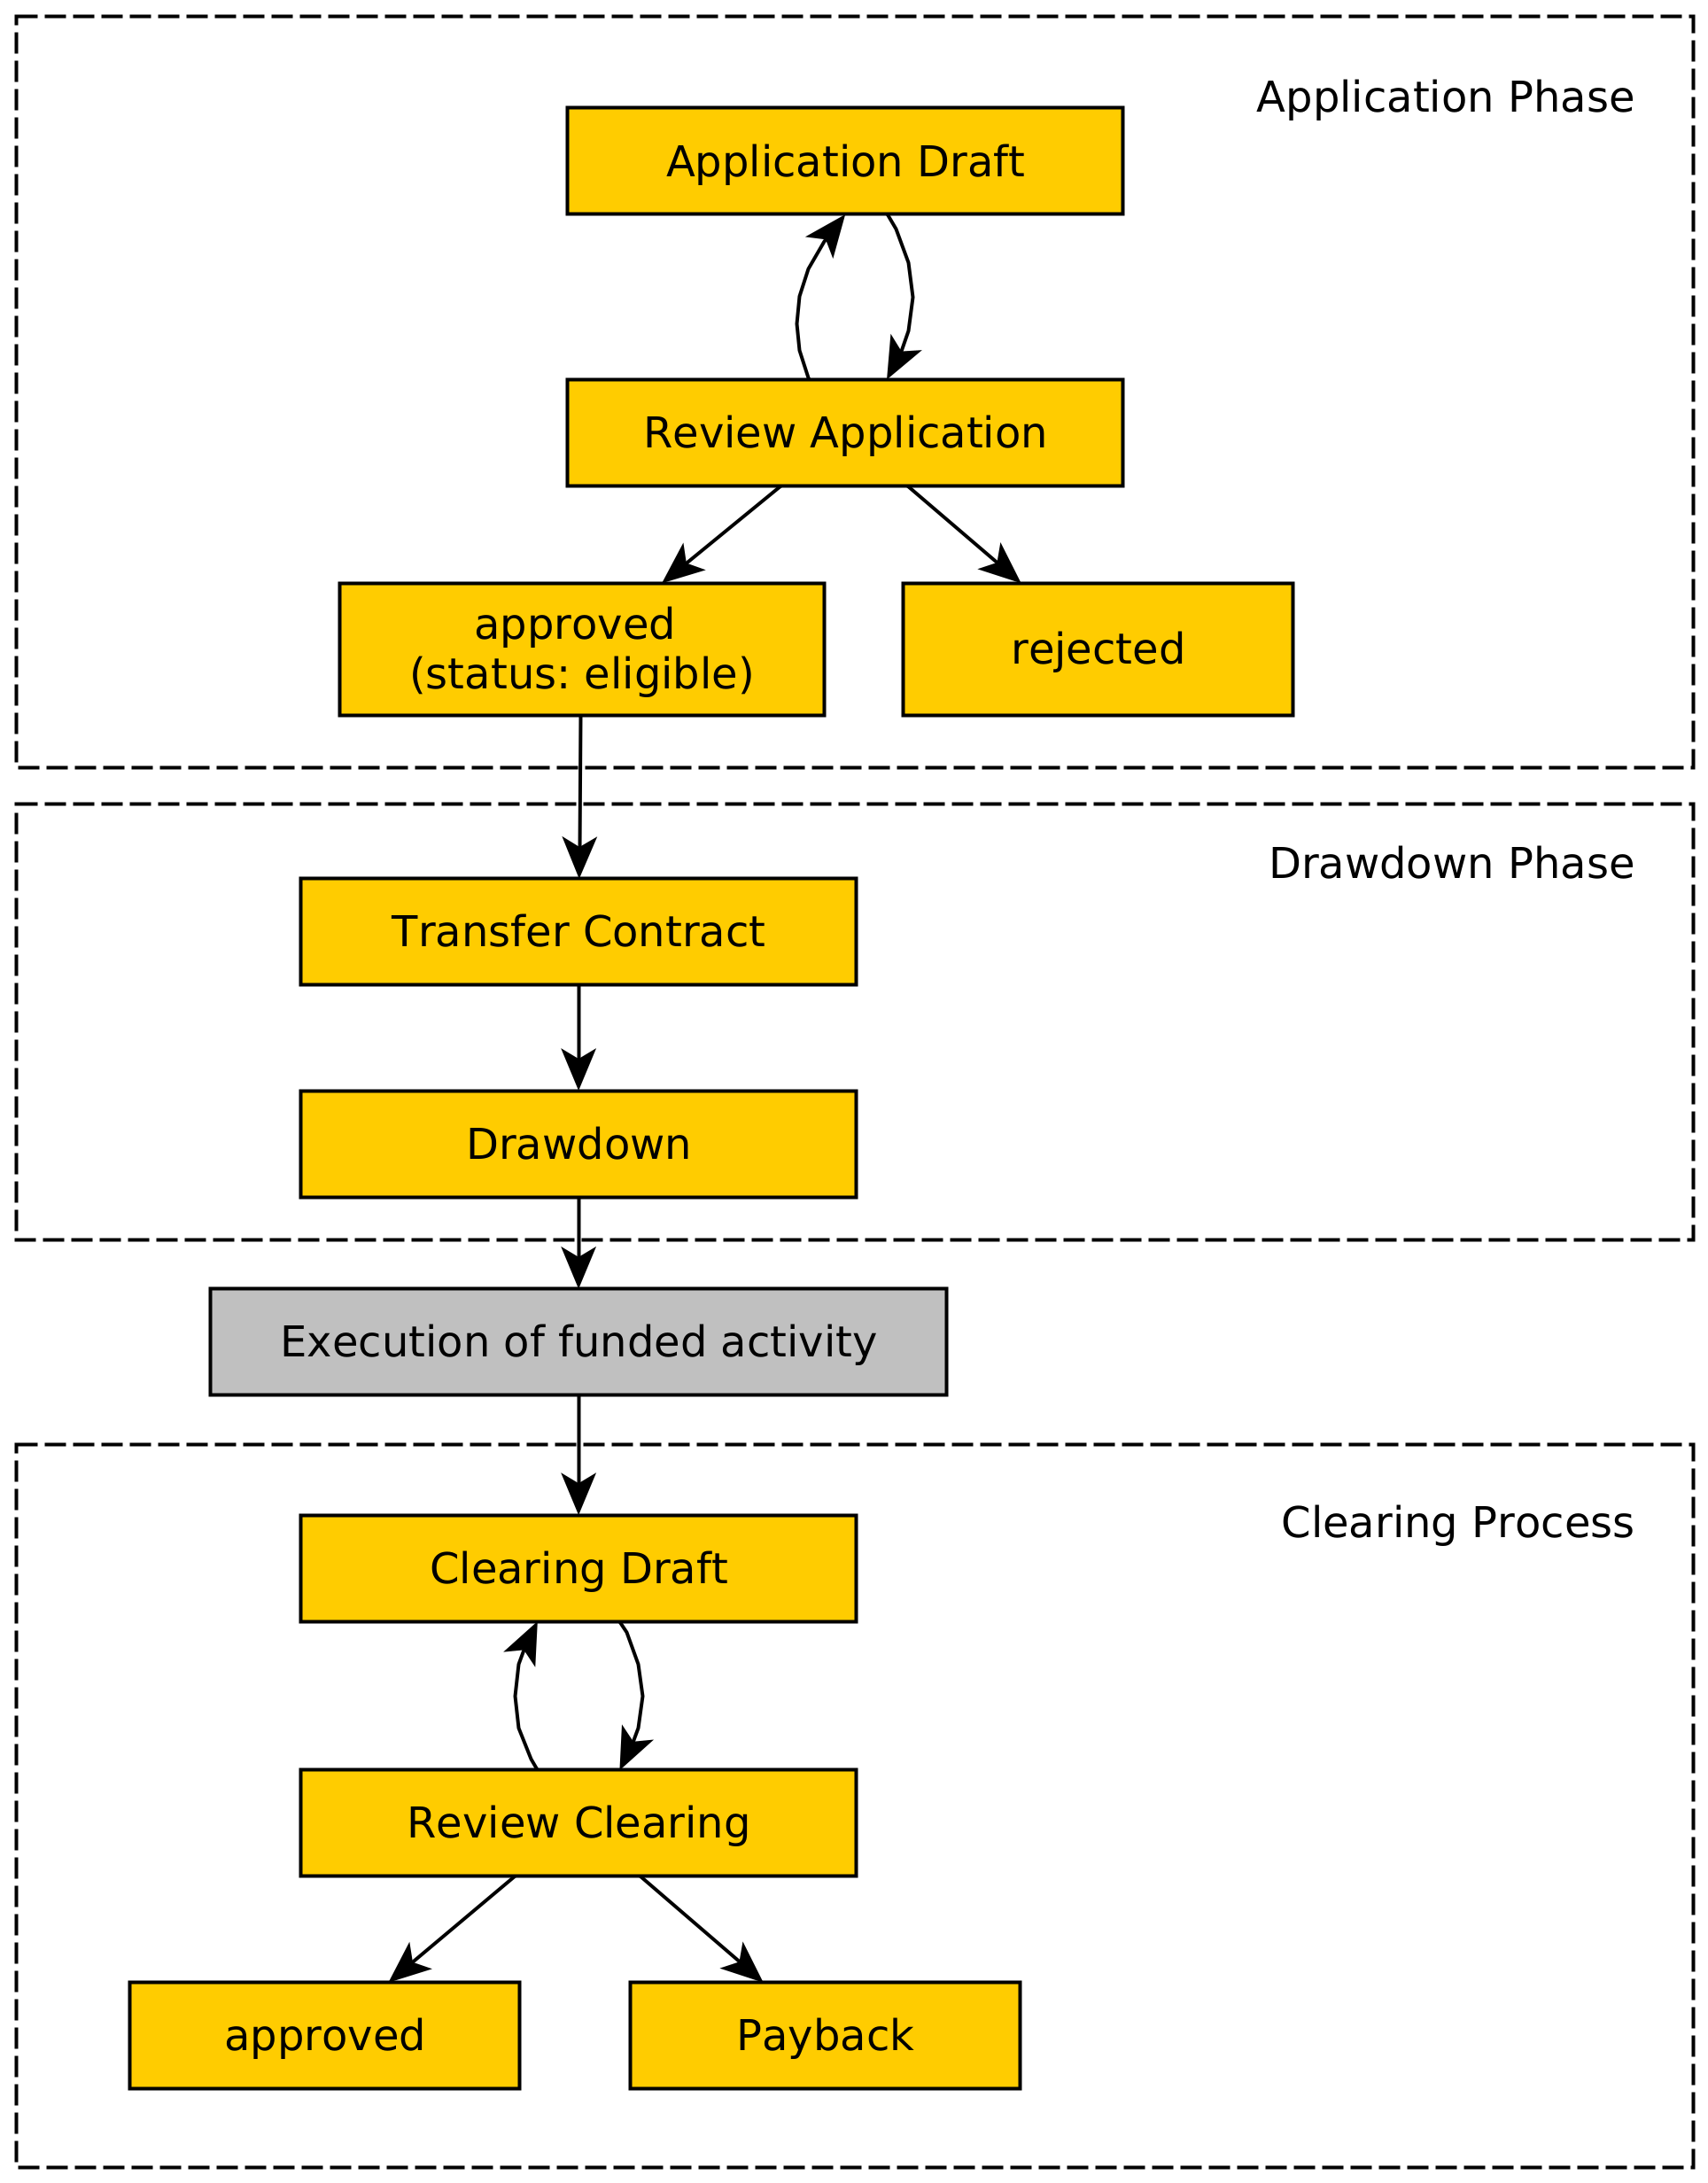 Application Phase
Application Draft
Review Application
approved
(status: eligible)
rejected
Drawdown Phase
Transfer Contract
Drawdown
Execution of funded activity
Clearing Process
Clearing Draft
Review Clearing
approved
Payback